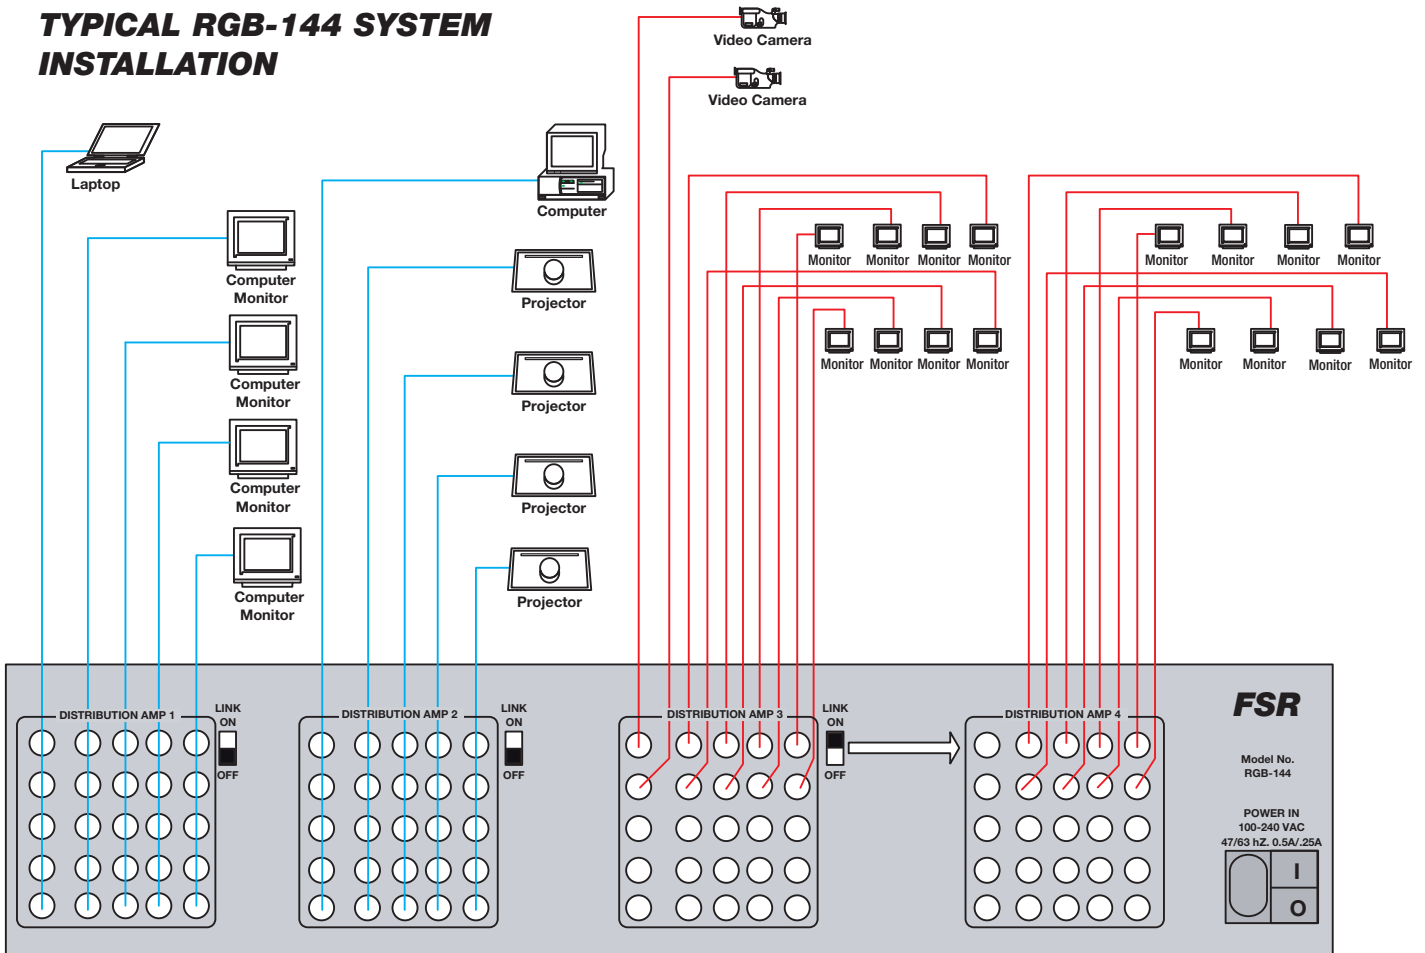 TYPICAL RGB-144 SYSTEM
INSTALLATION
Video Camera
Video Camera
Laptop
Computer
Computer
Monitor
Computer
Monitor
Computer
Monitor
Computer
Monitor
Projector
Projector
Projector
Projector
Monitor Monitor Monitor Monitor
Monitor Monitor Monitor Monitor
Monitor Monitor Monitor Monitor
Monitor Monitor Monitor Monitor
DISTRIBUTION AMP 1
LINK
ON
OFF
DISTRIBUTION AMP 2
LINK
ON
OFF
DISTRIBUTION AMP 3
LINK
ON
OFF
DISTRIBUTION AMP 4
FSR
Model No.
RGB-144
POWER IN
100-240 VAC
47/63 hZ. 0.5A/.25A
I
O